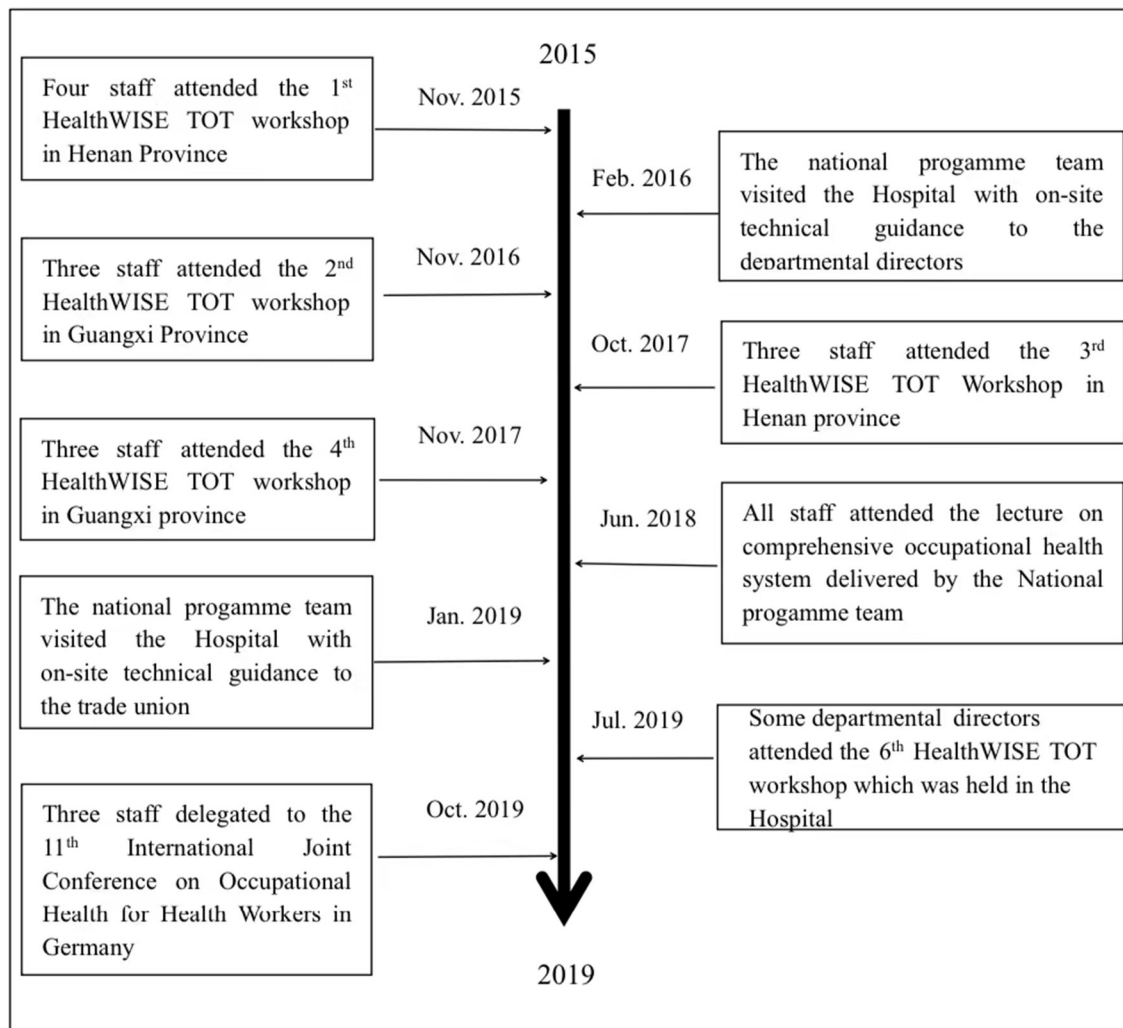 2015
Nov. 2015
Four staff attended the 1st
HealthWISE TOT workshop
in Henan Province
Feb. 2016
The national progamme team
visited the Hospital with on-site
technical guidance to the
departmental directors
Nov. 2016
Three staff attended the 2nd
HealthWISE TOT workshop
in Guangxi Province
Oct. 2017
Three staff attended the 3rd
HealthWISE TOT Workshop in
Henan province
Nov. 2017
Three staff attended the 4th
HealthWISE TOT workshop
in Guangxi province
Jun. 2018
All staff attended the lecture on
comprehensive occupational health
system delivered by the National
progamme team
Jan. 2019
The national progamme team
visited the Hospital with
on-site technical guidance to
the trade union
Jul. 2019
Some departmental directors
attended the 6th HealthWISE TOT
workshop which was held in the
Hospital
Oct. 2019
Three staff delegated to the
11th International Joint
Conference on Occupational
Health for Health Workers in
Germany
2019